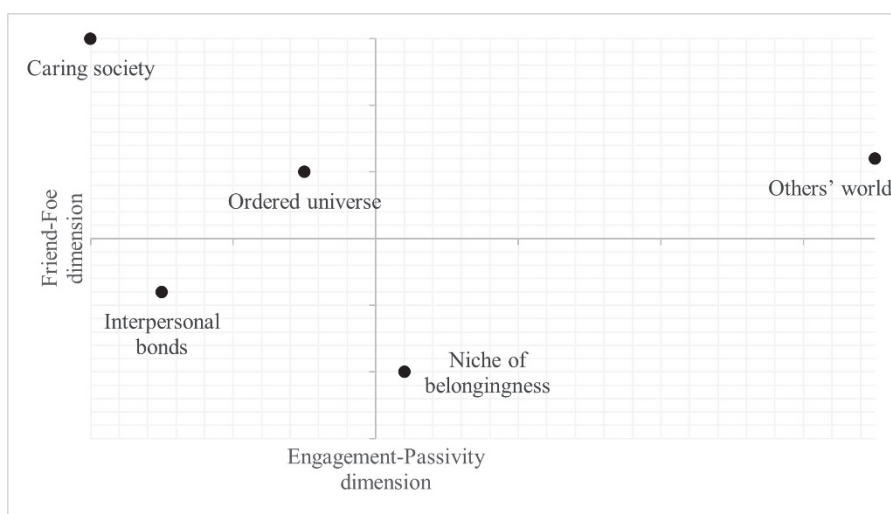 Caring society
Others’ world
Ordered universe
Friend-Foe
dimension
Interpersonal
bonds
Niche of
belongingness
Engagement-Passivity
dimension